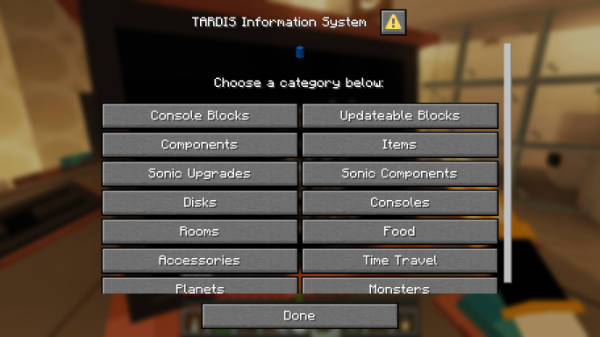 TARDIS Information System
Choose a category below:
Console Blocks
Updateable Blocks
Components
Items
Sonic Upgrades
Sonic Components
Disks
Consoles
Rooms
Food
Accessories
Time Travel
Planets
Monsters
Done